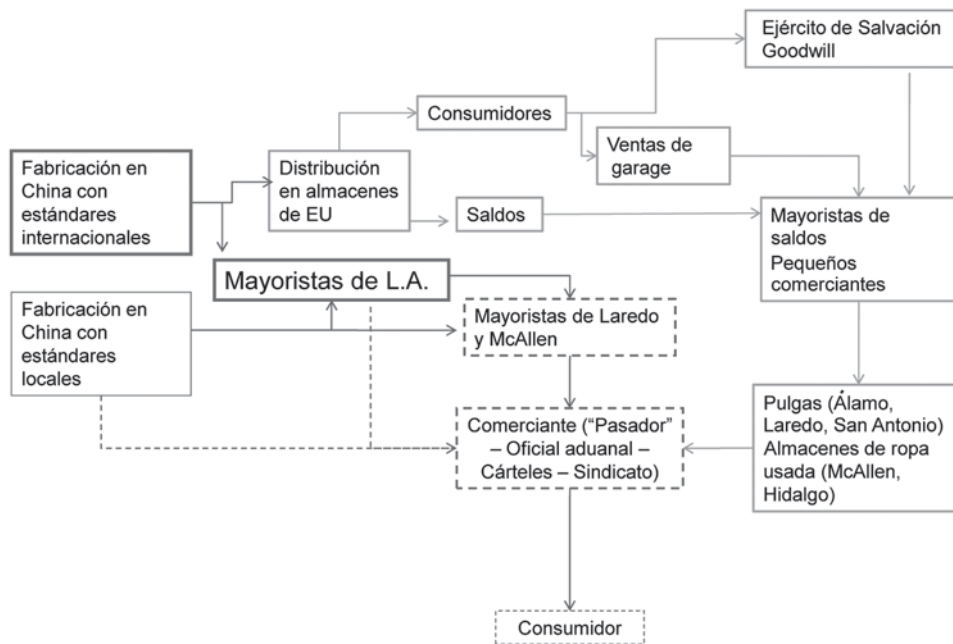 Ejército de Salvación
Goodwill
Consumidores
Ventas de
garage
Fabricación en
China con
estándares
internacionales
Distribución
en almacenes
de EU
Saldos
Mayoristas de
saldos
Pequeños
comerciantes
Mayoristas de L.A.
Fabricación en
China con
estándares
locales
Mayoristas de Laredo
y McAllen
Comerciante (“Pasador”
– Oficial aduanal –
Cárteles – Sindicato)
Pulgas (Álamo,
Laredo, San Antonio)
Almacenes de ropa
usada (McAllen,
Hidalgo)
Consumidor